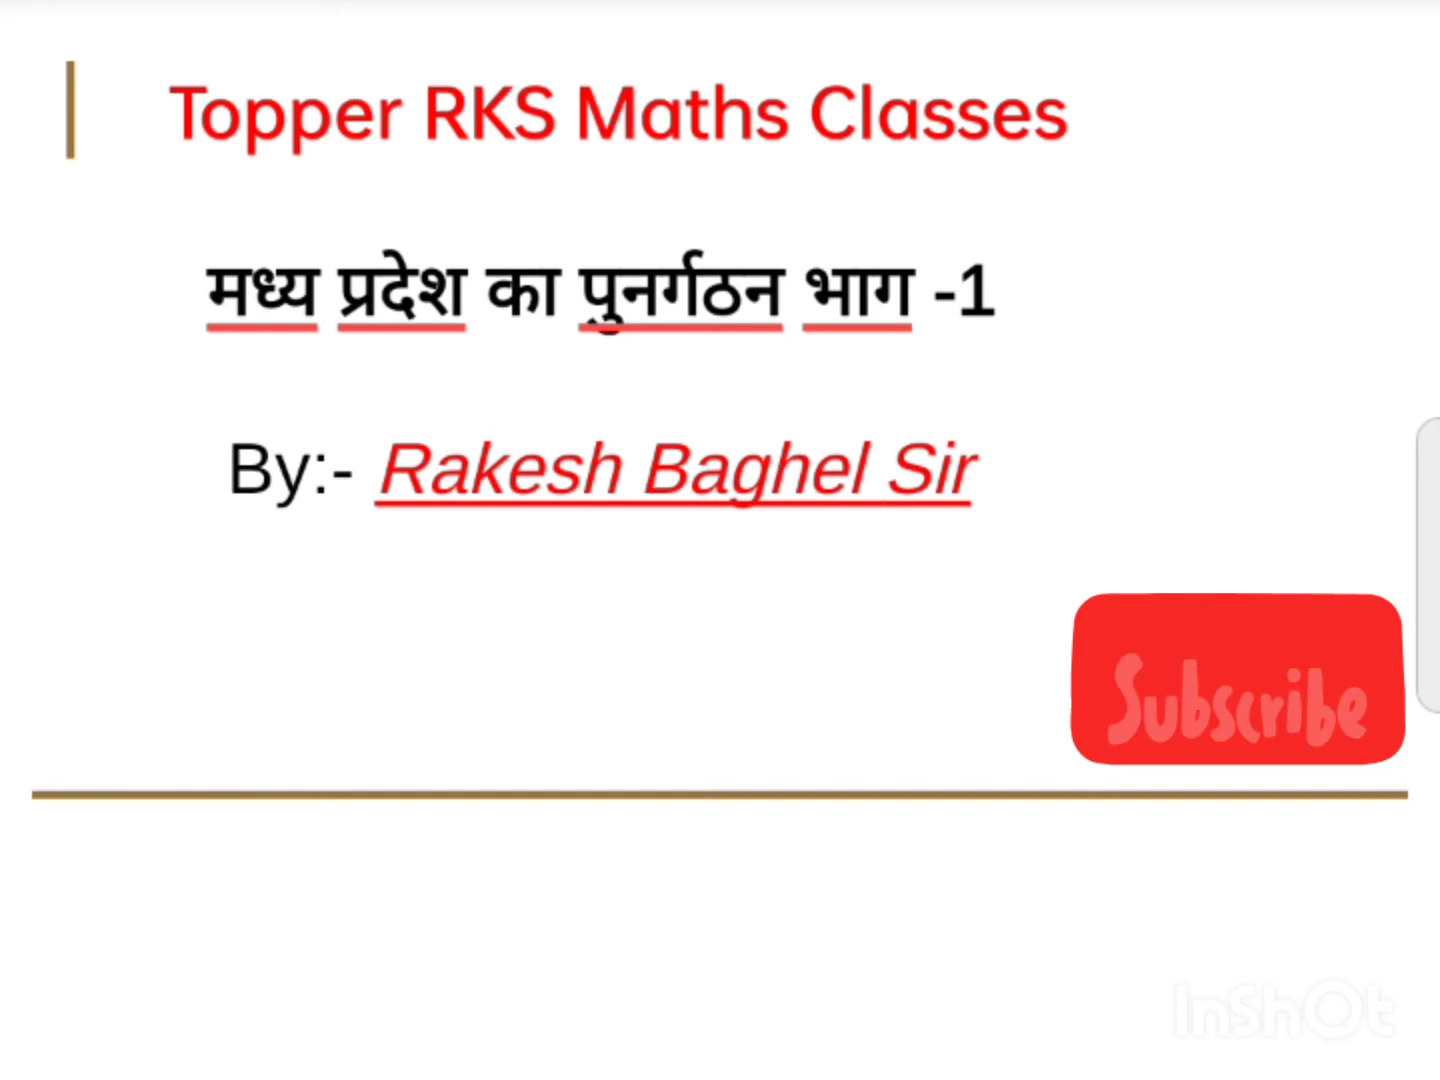 Topper RKS Maths Classes
मध्य प्रदेश का पुनर्गठन भाग -1
By:- Rakesh Baghel Sir
Subscribe
InShOt